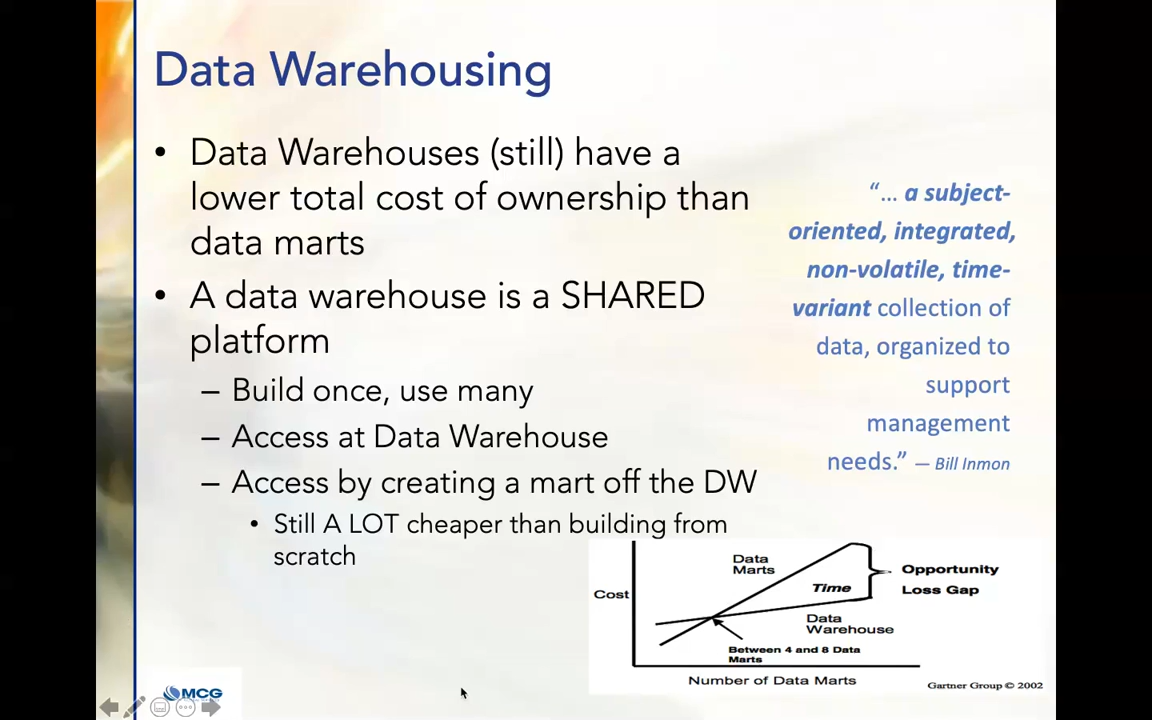 Data Warehousing
• Data Warehouses (still) have a
lower total cost of ownership than
data marts
• A data warehouse is a SHARED
platform
– Build once, use many
– Access at Data Warehouse
– Access by creating a mart off the DW
• Still A LOT cheaper than building from
scratch
“... a subject-
oriented, integrated,
non-volatile, time-
variant collection of
data, organized to
support
management
needs.” — Bill Inmon
Data
Marts
Cost
Time
Opportunity
Loss Gap
Data
Warehouse
Between 4 and 8 Data
Marts
Number of Data Marts
Gartner Group © 2002
MCG